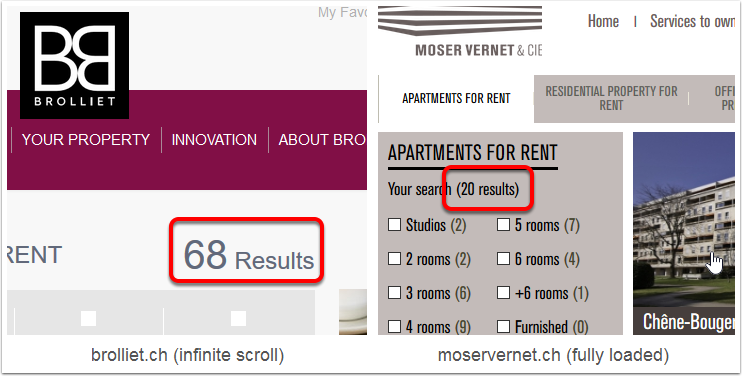 My Favo
BB
BROLLIET
YOUR PROPERTY
INNOVATION
ABOUT BRO
RENT
68 Results
brolliet.ch (infinite scroll)
MOSER VERNET & CIE
Home
Services to own
APARTMENTS FOR RENT
RESIDENTIAL PROPERTY FOR
RENT
OFF
PR
APARTMENTS FOR RENT
Your search (20 results)
Studios (2)
5 rooms (7)
2 rooms (2)
6 rooms (4)
3 rooms (6)
+6 rooms (1)
4 rooms (9)
Furnished (0)
Chêne-Bouger
moservernet.ch (fully loaded)